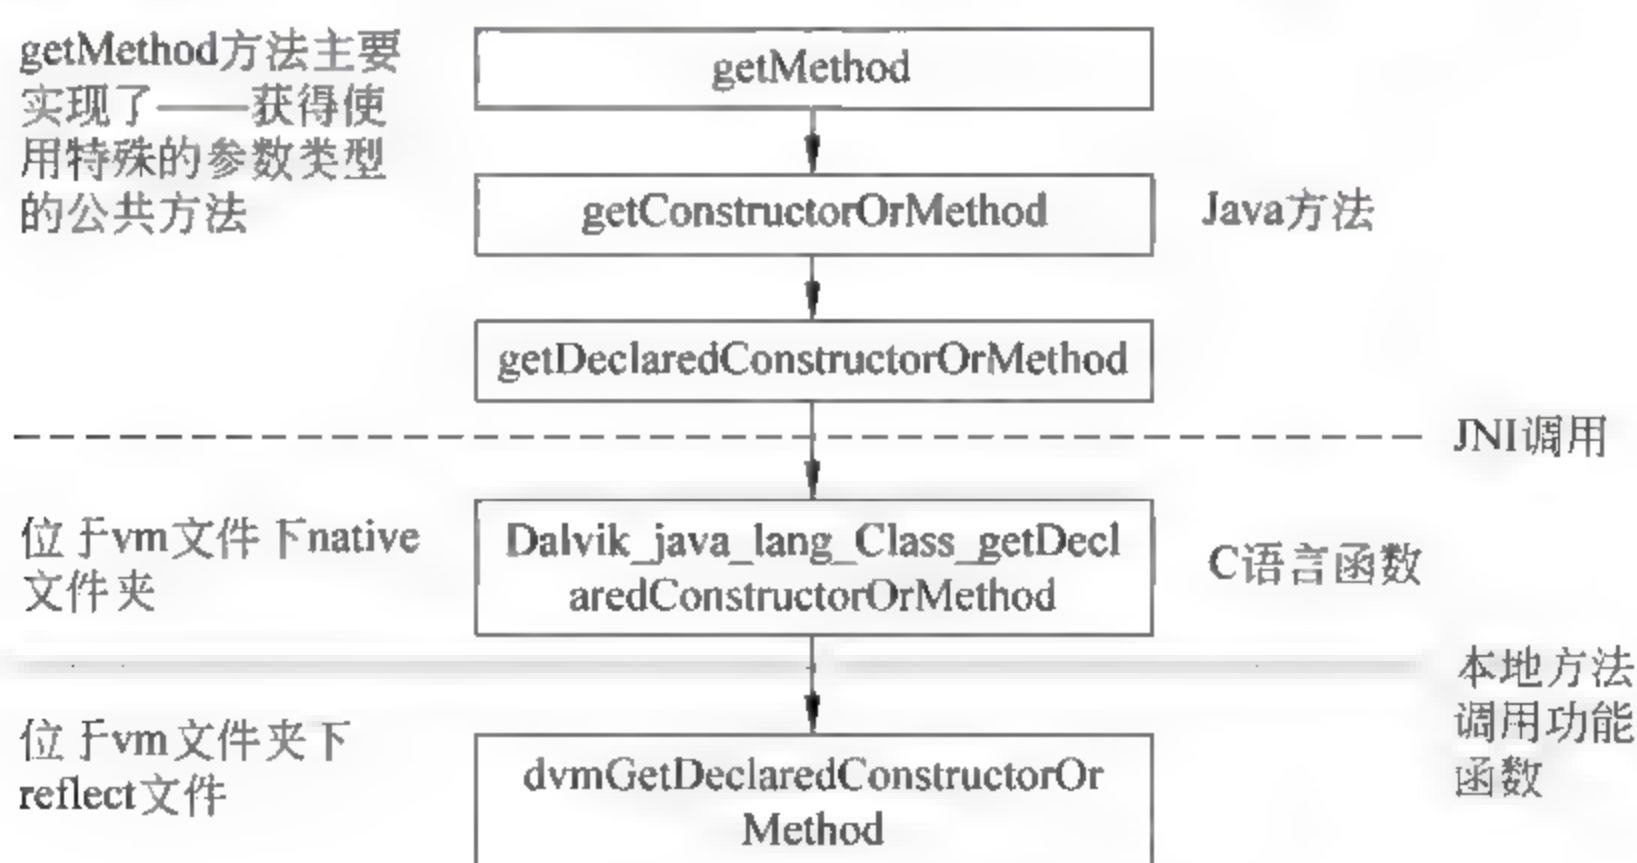 getMethod方法主要
实现了——获得使
用特殊的参数类型
的公共方法
getMethod
getConstructorOrMethod
Java方法
getDeclaredConstructorOrMethod
JNI调用
位于vm文件下native
文件夹
Dalvik_java_lang_Class_getDecl
aredConstructorOrMethod
C语言函数
本地方法
调用功能
函数
位于vm文件夹下
reflect文件
dvmGetDeclaredConstructorOr
Method